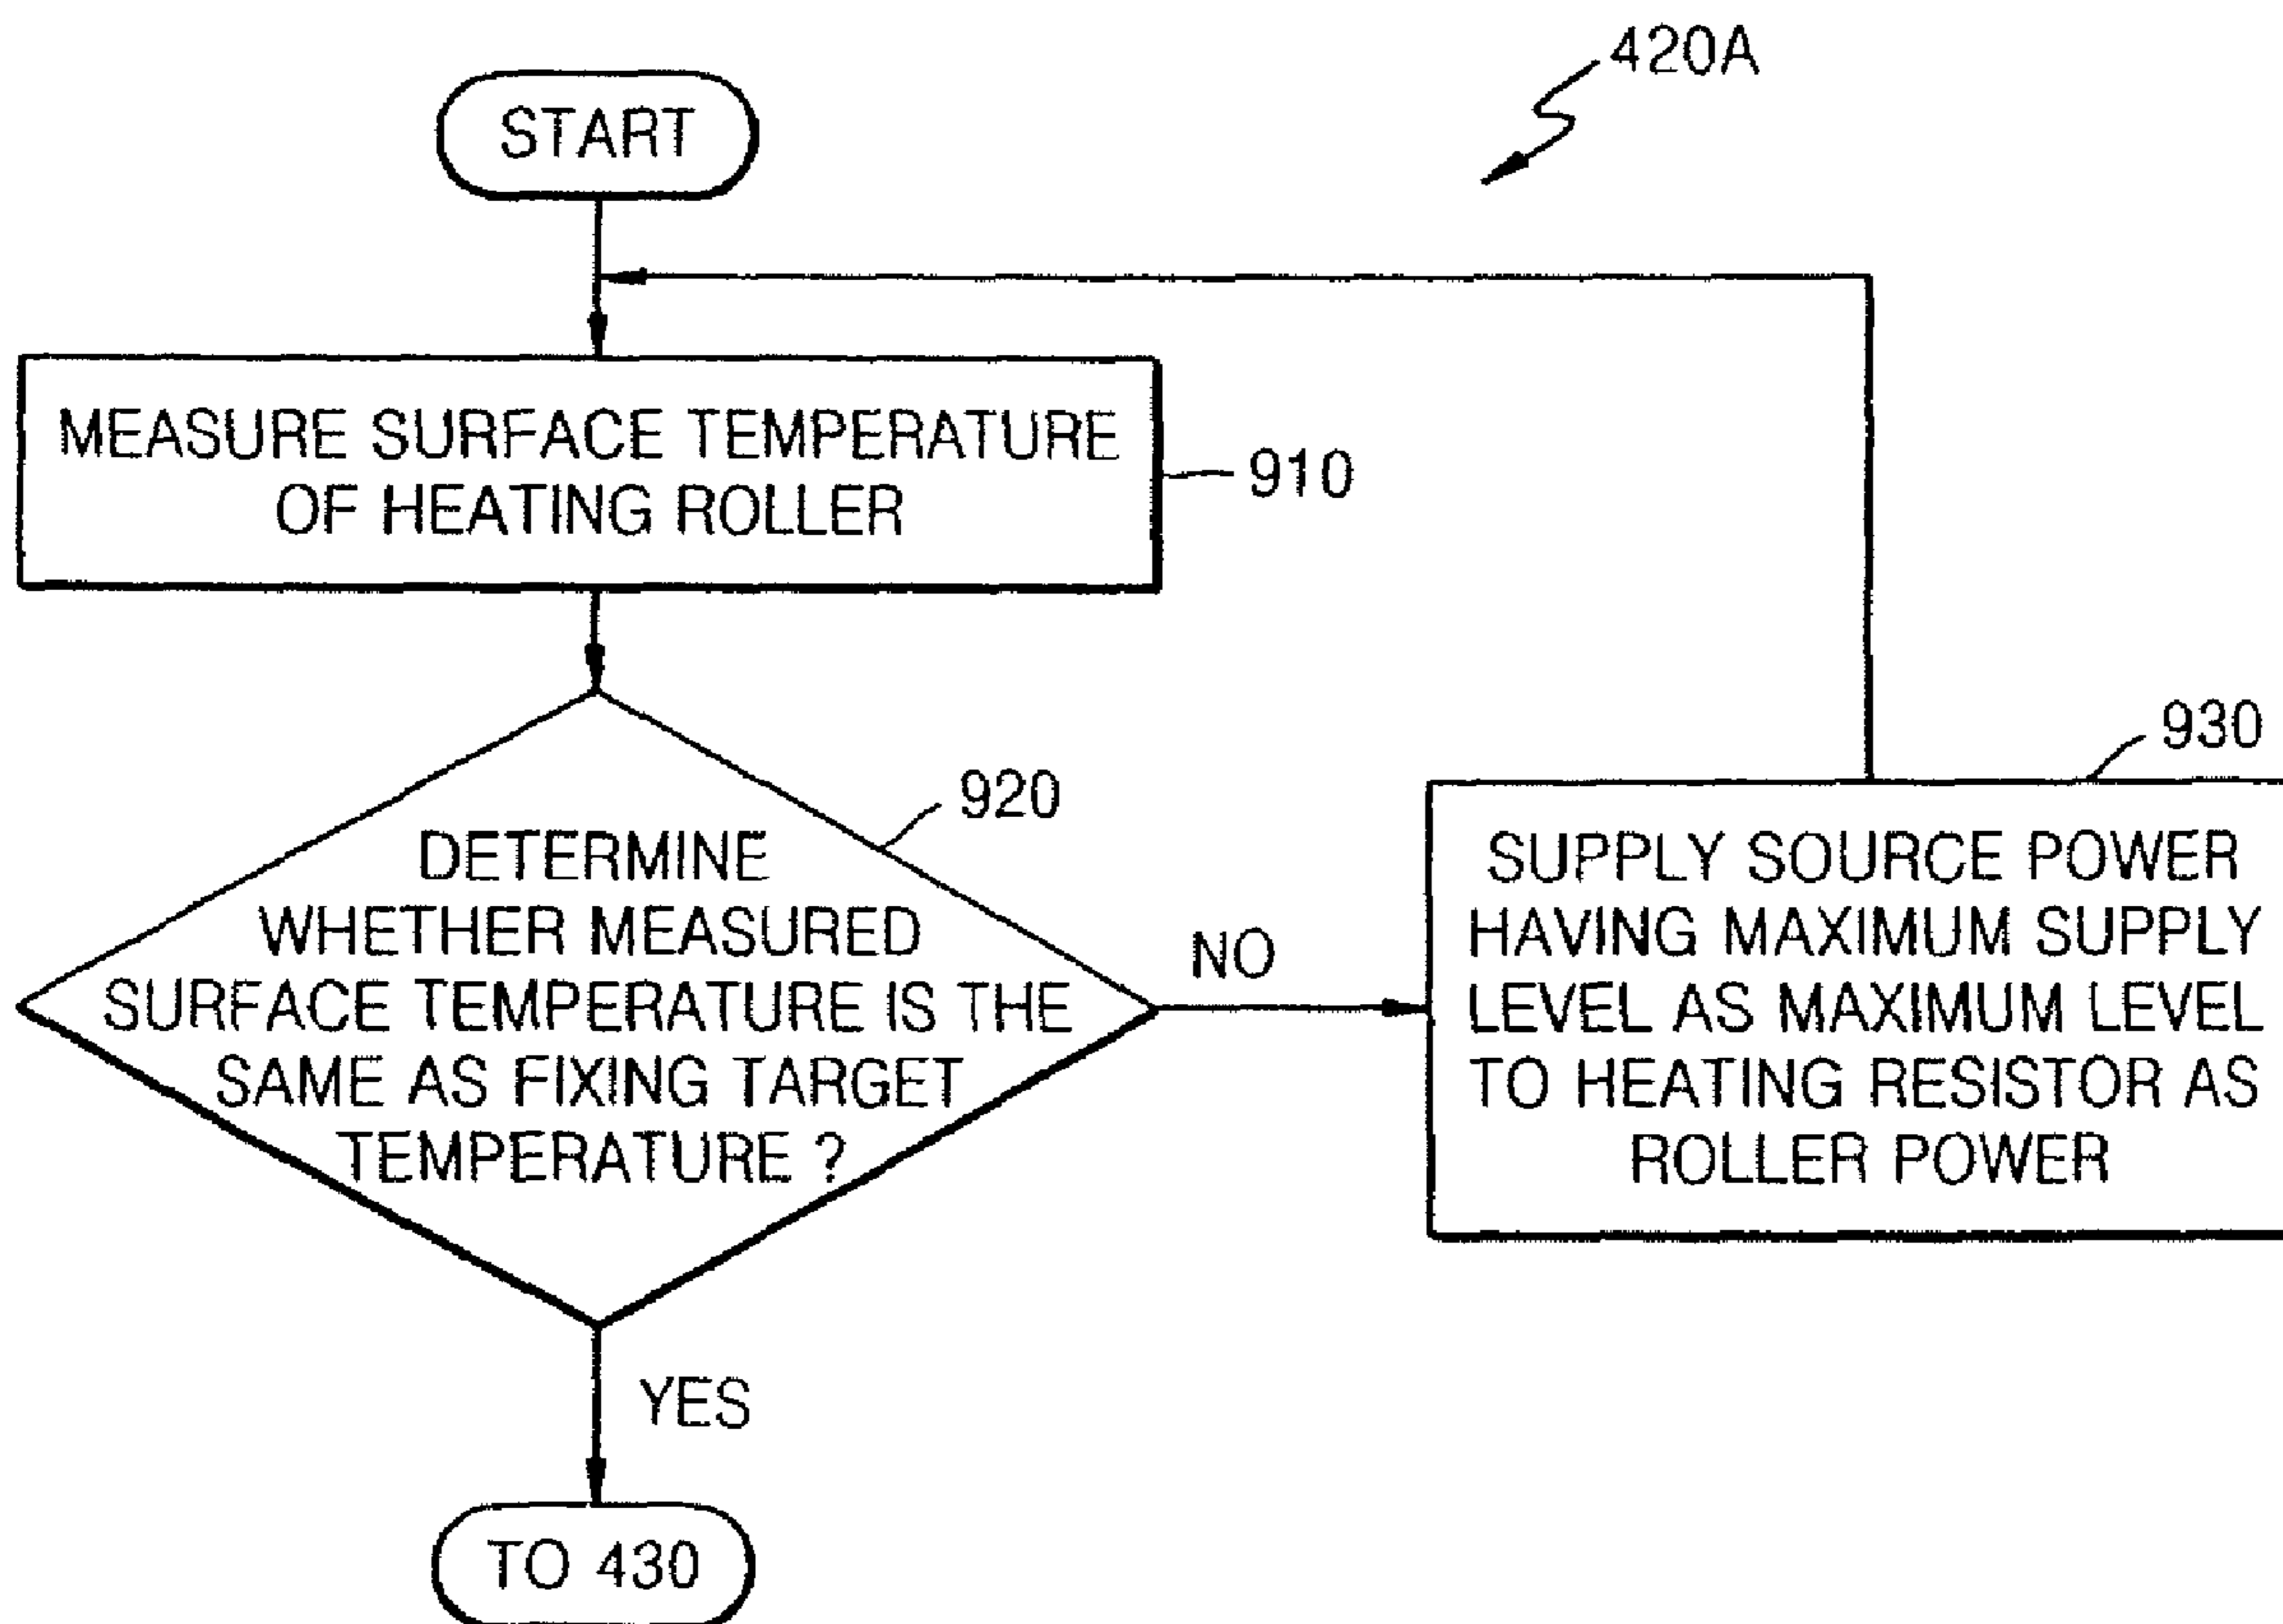 420A
START
MEASURE SURFACE TEMPERATURE
OF HEATING ROLLER
910
920
DETERMINE
WHETHER MEASURED
SURFACE TEMPERATURE IS THE
SAME AS FIXING TARGET
TEMPERATURE ?
NO
930
SUPPLY SOURCE POWER
HAVING MAXIMUM SUPPLY
LEVEL AS MAXIMUM LEVEL
TO HEATING RESISTOR AS
ROLLER POWER
YES
TO 430